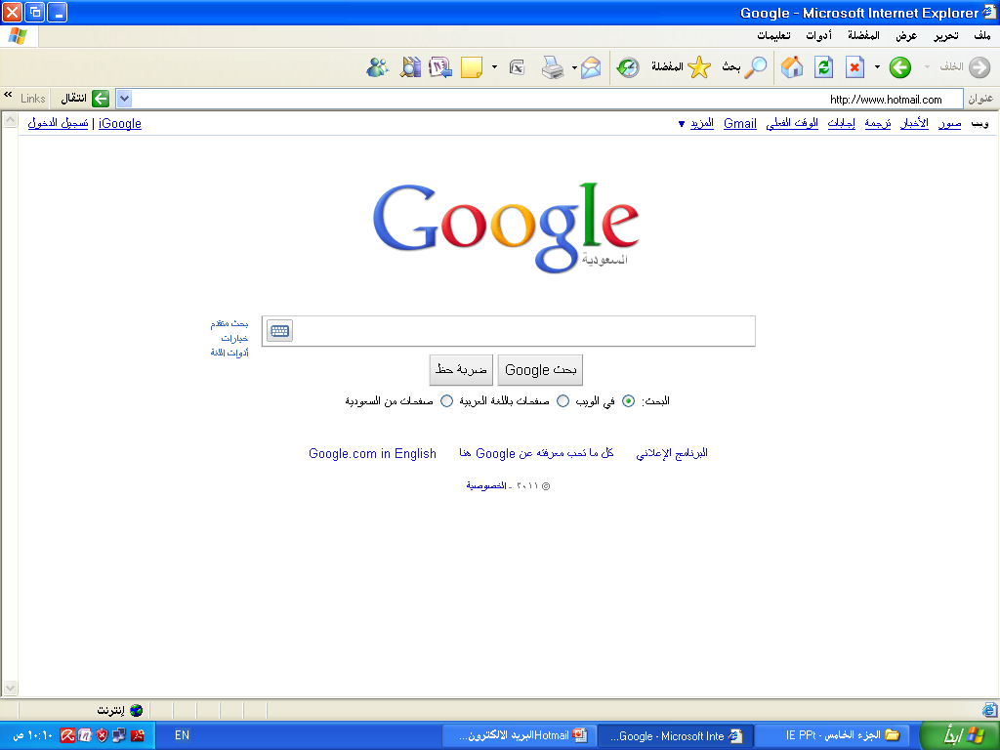 Google - Microsoft Internet Explorer
ملف تحرير عرض المفضلة أدوات تعليمات
الخلف بحث المفضلة
عنوان http://www.hotmail.com انتقال Links »
ويب صور الأخبار ترجمة إجابات الوقت الفعلي Gmail المزيد ▼ iGoogle | تسجيل الدخول
Google
السعودية
بحث متقدم
خيارات
أدوات اللغة
بحث Google ضربة حظ
البحث: في الويب صفحات باللغة العربية صفحات من السعودية
البرنامج الإعلاني كل ما تحب معرفته عن Google هنا Google.com in English
© ٢٠١١ - الخصوصية
إنترنت
ابدأ الجزء الخامس - IE PPt Google - Microsoft Inte... Hotmailالبريد الالكترون... EN ١٠:١٠ ص